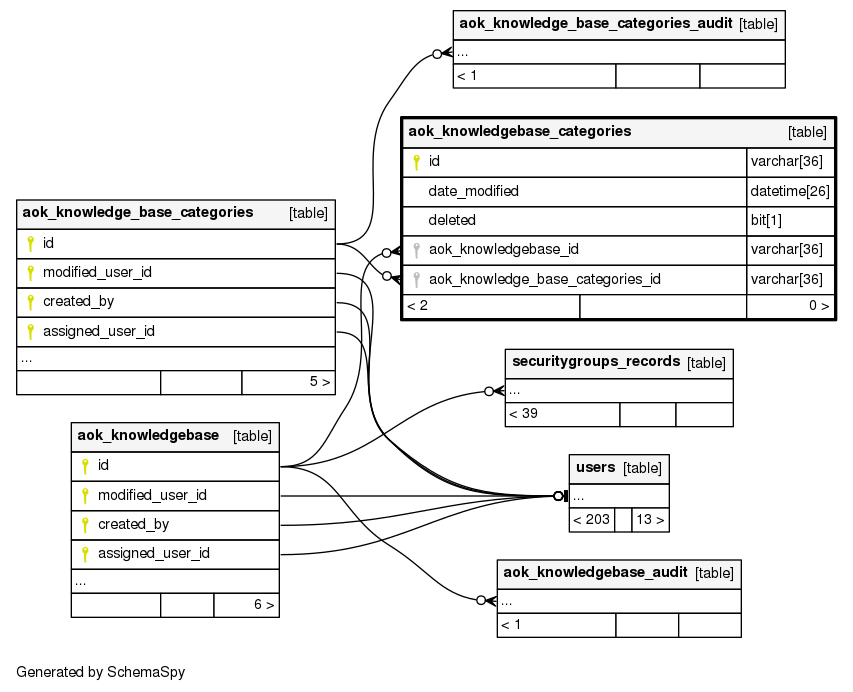 aok_knowledge_base_categories_audit [table]
...
< 1
aok_knowledgebase_categories [table]
id varchar[36]
date_modified datetime[26]
deleted bit[1]
aok_knowledgebase_id varchar[36]
aok_knowledge_base_categories_id varchar[36]
< 2 0 >
aok_knowledge_base_categories [table]
id
modified_user_id
created_by
assigned_user_id
...
5 >
securitygroups_records [table]
...
< 39
aok_knowledgebase [table]
id
modified_user_id
created_by
assigned_user_id
...
6 >
users [table]
...
< 203 13 >
aok_knowledgebase_audit [table]
...
< 1
Generated by SchemaSpy